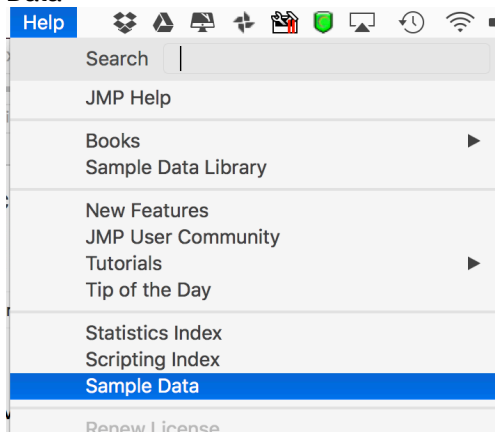 Data
Help
Search
JMP Help
Books
Sample Data Library
New Features
JMP User Community
Tutorials
Tip of the Day
Statistics Index
Scripting Index
Sample Data
Renew License